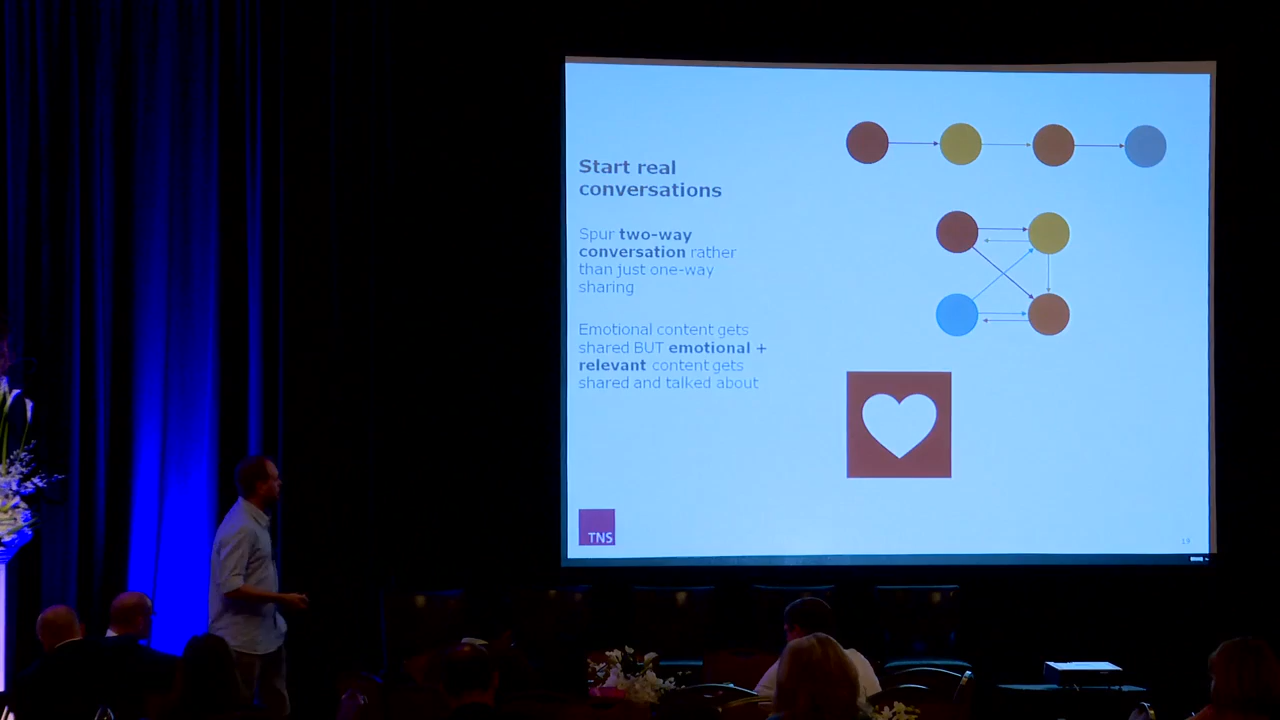 Start real
conversations
Spur two-way
conversation rather
than just one-way
sharing
Emotional content gets
shared BUT emotional +
relevant content gets
shared and talked about
TNS
19